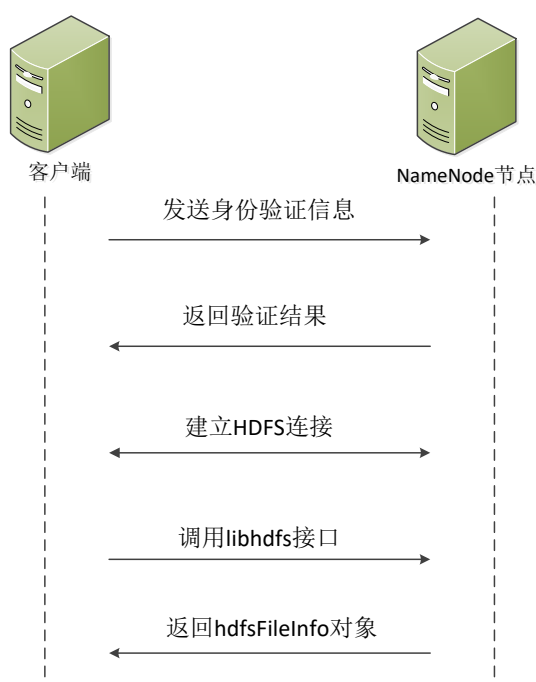 客户端
NameNode节点
发送身份验证信息
返回验证结果
建立HDFS连接
调用libhdfs接口
返回hdfsFileInfo对象